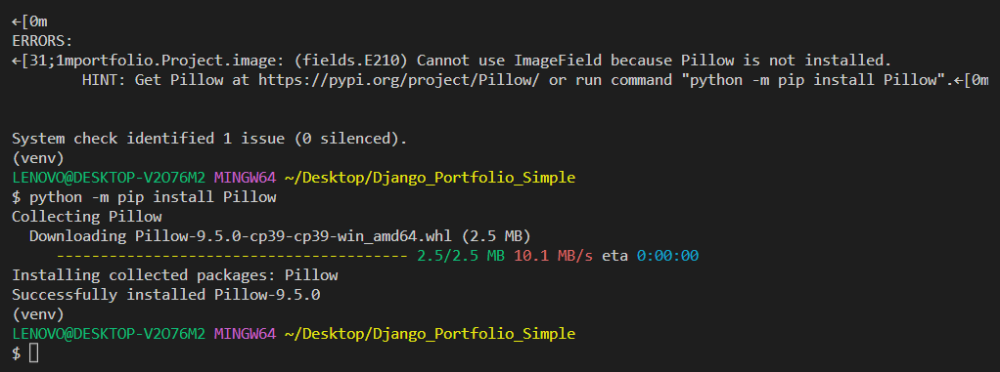 ←[0m
ERRORS:
←[31;1mportfolio.Project.image: (fields.E210) Cannot use ImageField because Pillow is not installed.
        HINT: Get Pillow at https://pypi.org/project/Pillow/ or run command "python -m pip install Pillow".←[0m
System check identified 1 issue (0 silenced).
(venv)
LENOVO@DESKTOP-V2O76M2 MINGW64 ~/Desktop/Django_Portfolio_Simple
$ python -m pip install Pillow
Collecting Pillow
  Downloading Pillow-9.5.0-cp39-cp39-win_amd64.whl (2.5 MB)
     ---------------------------------------- 2.5/2.5 MB 10.1 MB/s eta 0:00:00
Installing collected packages: Pillow
Successfully installed Pillow-9.5.0
(venv)
LENOVO@DESKTOP-V2O76M2 MINGW64 ~/Desktop/Django_Portfolio_Simple
$